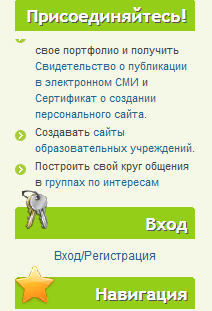 Присоединяйтесь!
свое портфолио и получить
Свидетельство о публикации
в электронном СМИ и
Сертификат о создании
персонального сайта.
Создавать сайты
образовательных учреждений.
Построить свой круг общения
в группах по интересам
Вход
Вход/Регистрация
Навигация